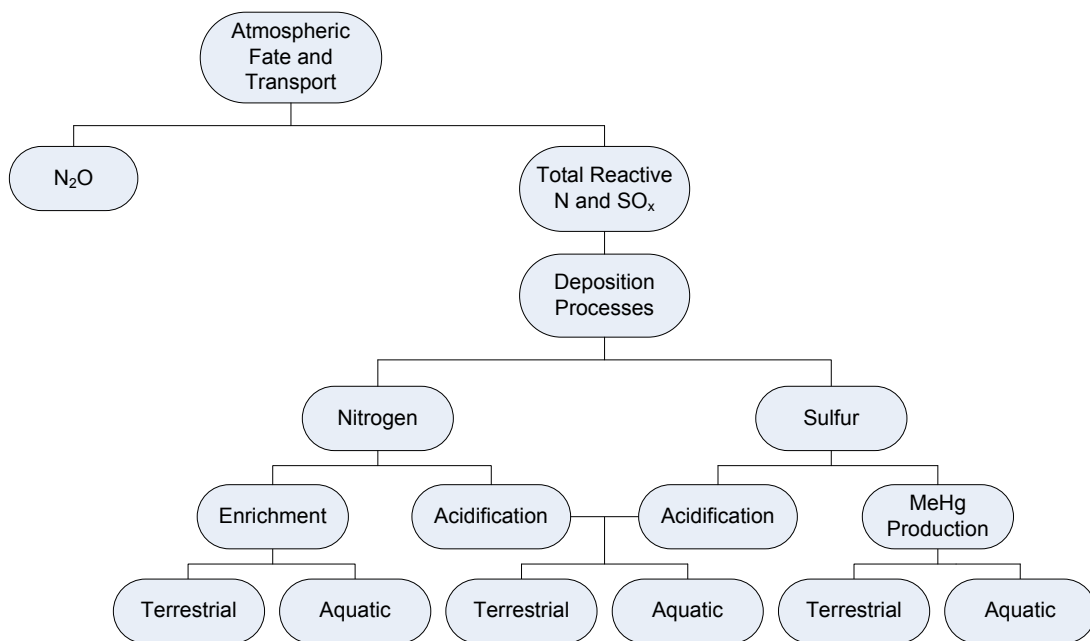 Atmospheric
Fate and
Transport
N₂O
Total Reactive
N and SOₓ
Deposition
Processes
Nitrogen
Sulfur
Enrichment
Acidification
Acidification
MeHg
Production
Terrestrial
Aquatic
Terrestrial
Aquatic
Terrestrial
Aquatic